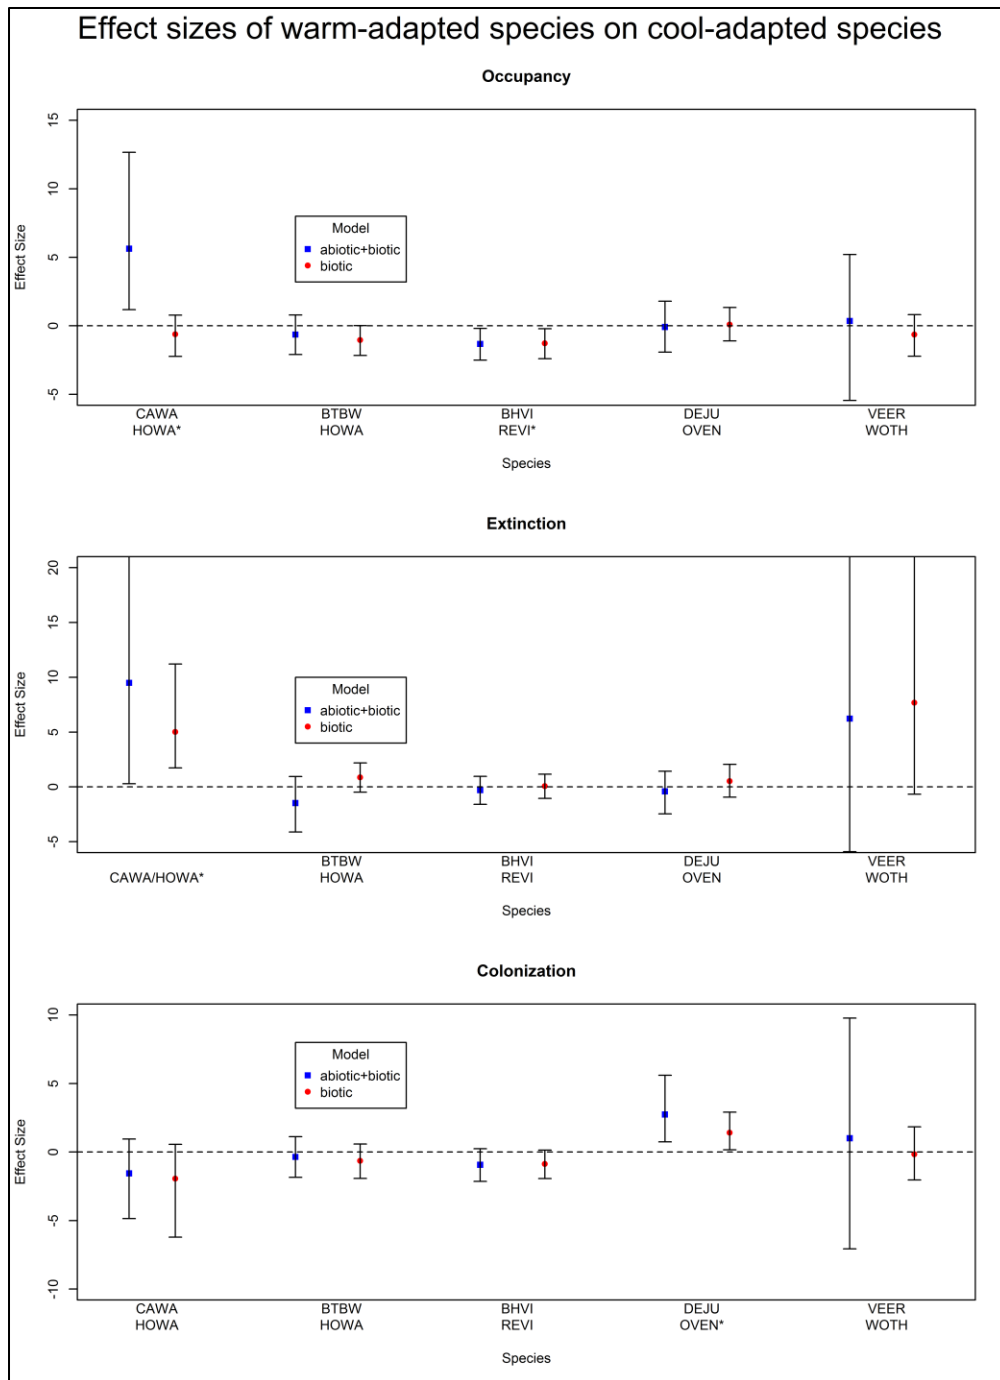 Effect sizes of warm-adapted species on cool-adapted species
Occupancy
Effect Size
15
10
5
0
-5
Model
abiotic+biotic
biotic
CAWA BTBW BHVI DEJU VEER
HOWA* HOWA REVI* OVEN WOTH
Species
Extinction
Effect Size
20
15
10
5
0
-5
Model
abiotic+biotic
biotic
BTBW BHVI DEJU VEER
CAWA/HOWA* HOWA REVI OVEN WOTH
Species
Colonization
Effect Size
10
5
0
-5
-10
Model
abiotic+biotic
biotic
CAWA BTBW BHVI DEJU VEER
HOWA HOWA REVI OVEN* WOTH
Species